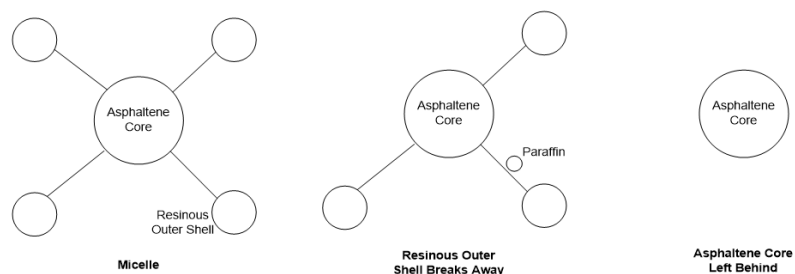 Asphaltene
Core
Resinous
Outer Shell
Micelle
Asphaltene
Core
Paraffin
Resinous Outer
Shell Breaks Away
Asphaltene
Core
Asphaltene Core
Left Behind